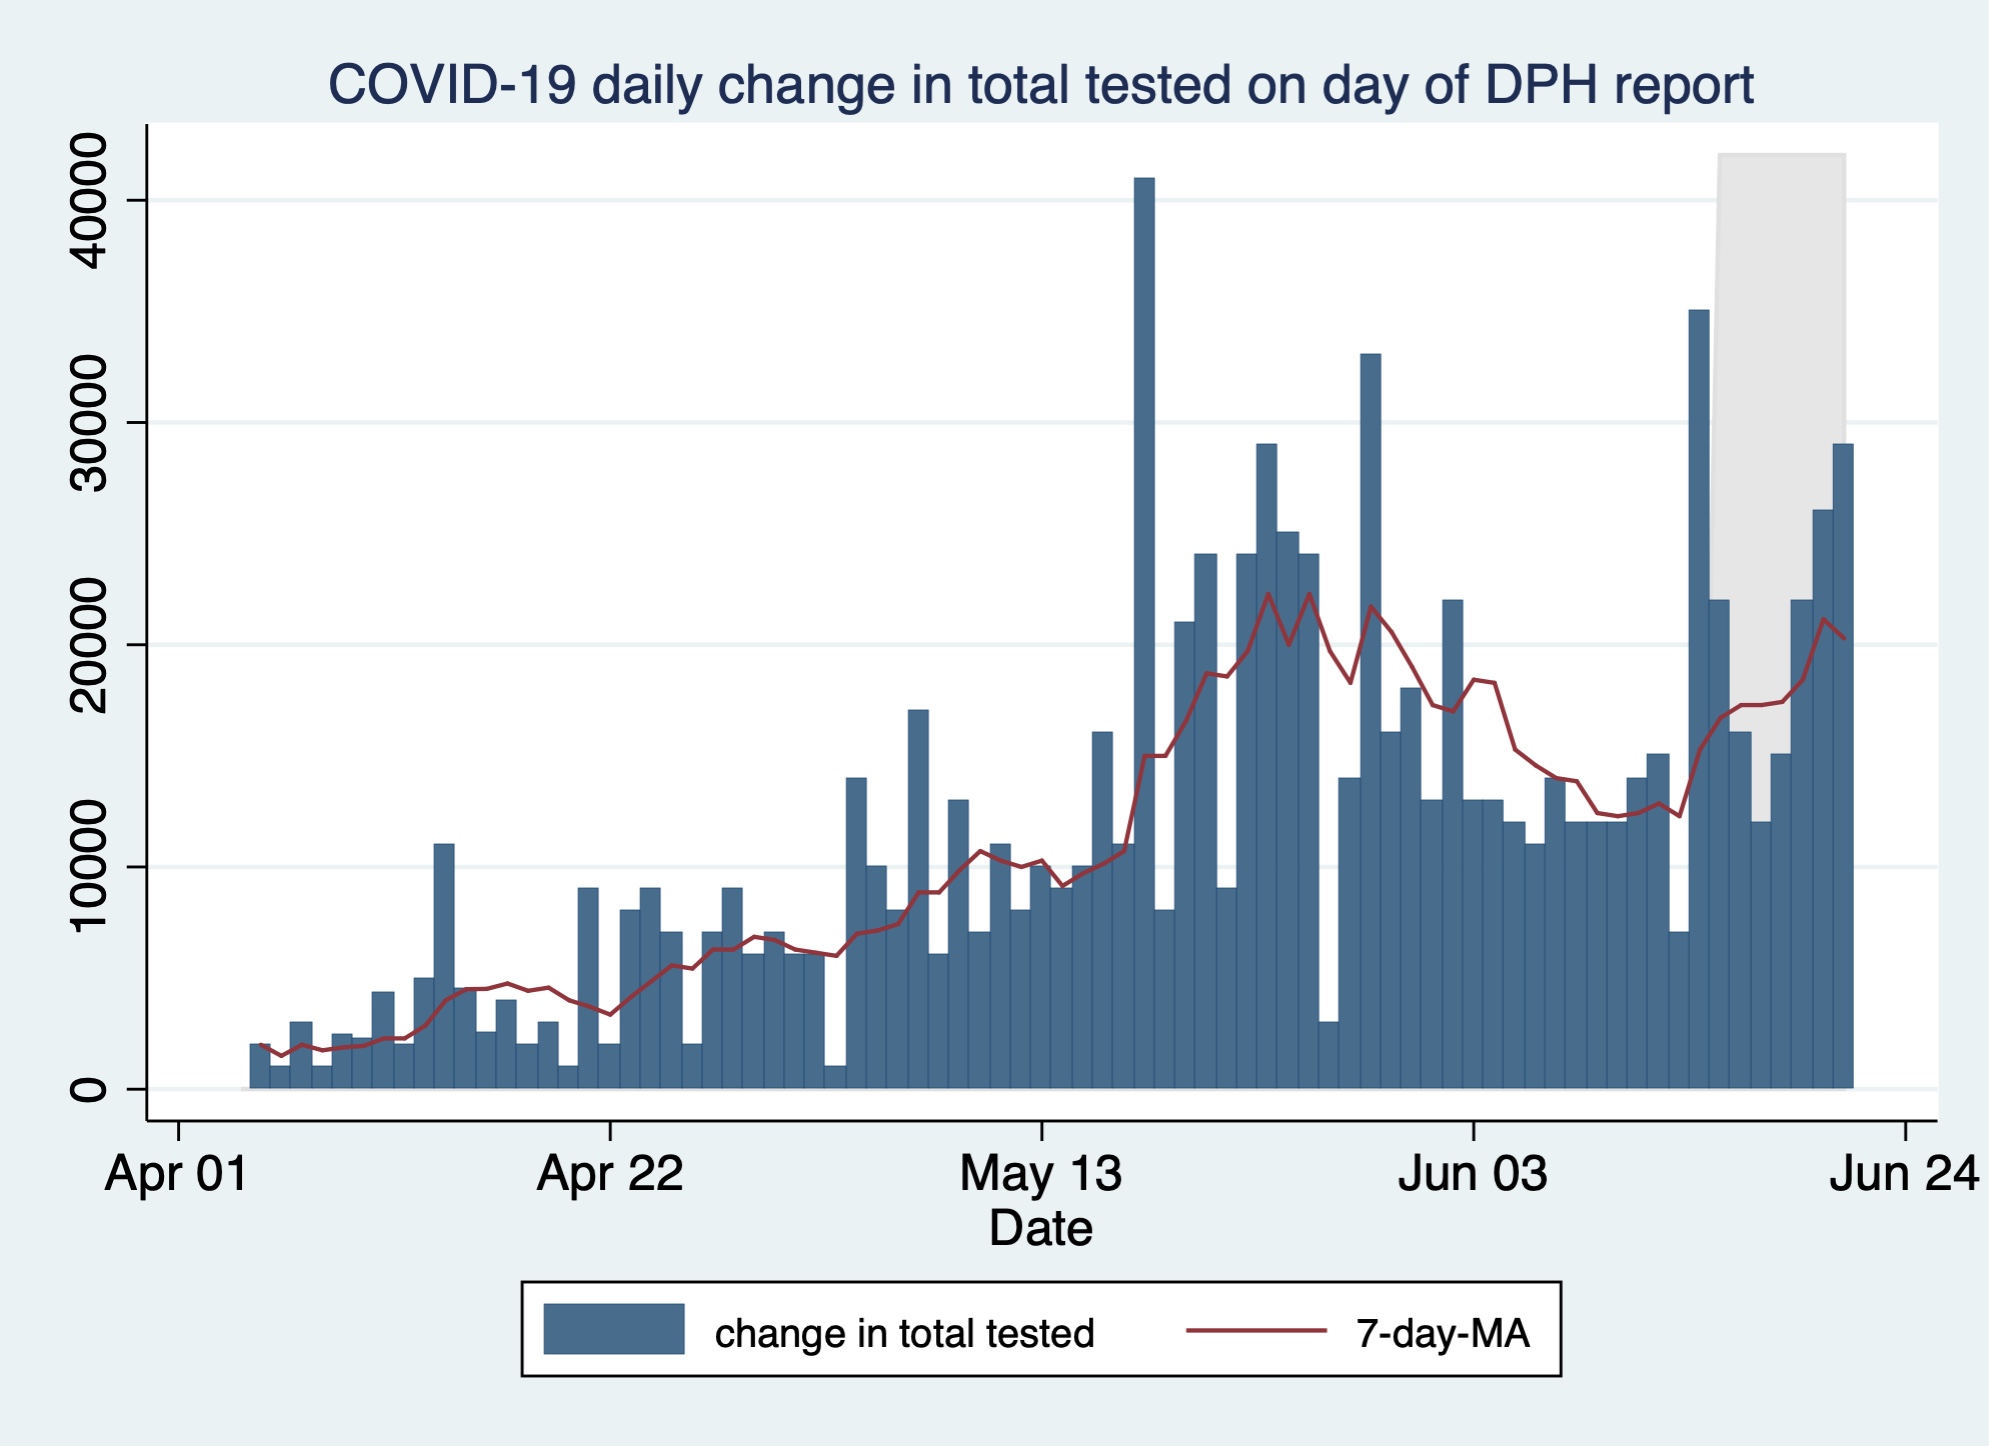 COVID-19 daily change in total tested on day of DPH report
40000
30000
20000
10000
0
Apr 01
Apr 22
May 13
Jun 03
Jun 24
Date
change in total tested
7-day-MA